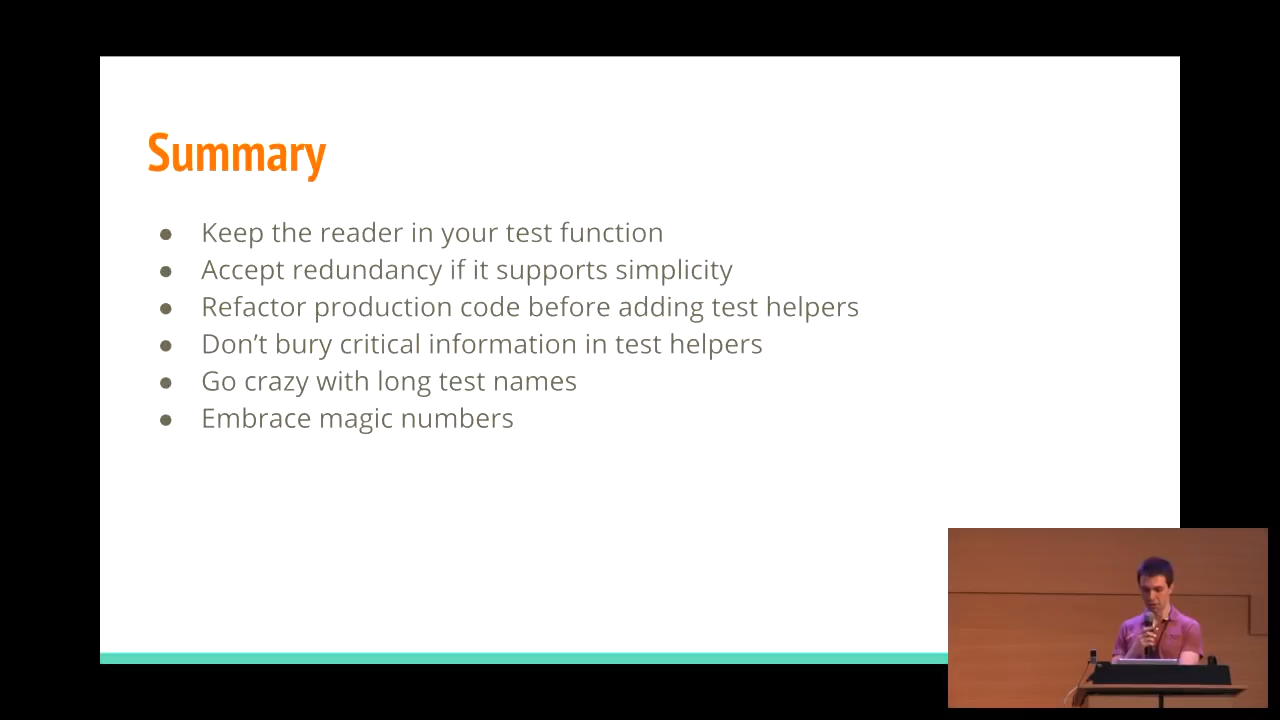 Summary
● Keep the reader in your test function
● Accept redundancy if it supports simplicity
● Refactor production code before adding test helpers
● Don’t bury critical information in test helpers
● Go crazy with long test names
● Embrace magic numbers